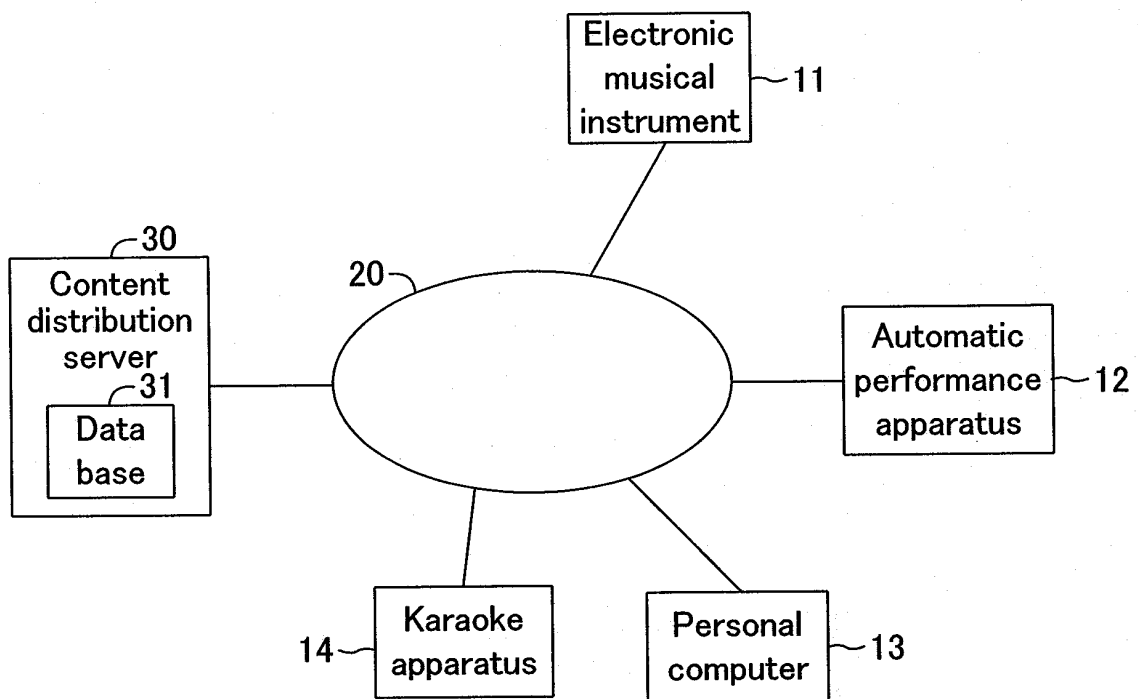 Electronic
musical
instrument
11
30
Content
distribution
server
31
Data
base
20
Automatic
performance
apparatus
12
Karaoke
apparatus
14
Personal
computer
13